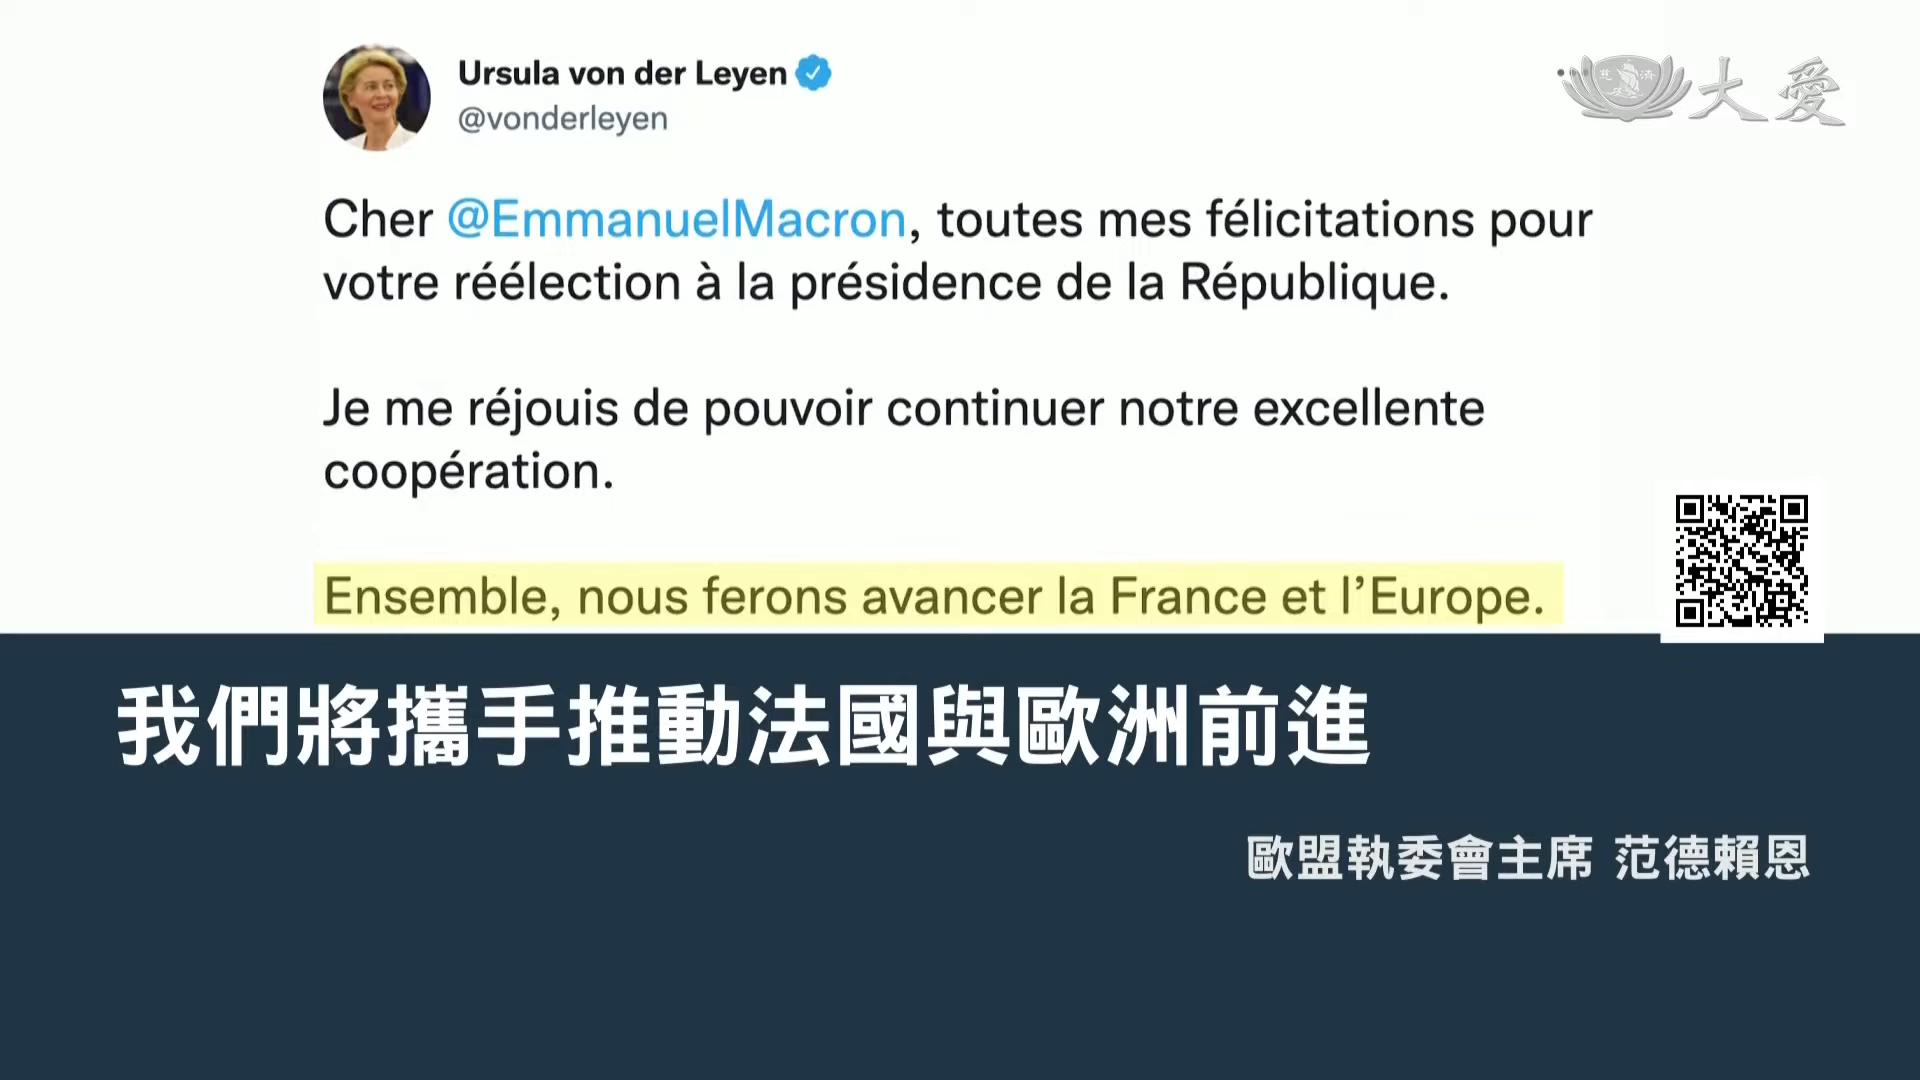 Ursula von der Leyen
@vonderleyen
大愛
Cher @EmmanuelMacron, toutes mes félicitations pour
votre réélection à la présidence de la République.
Je me réjouis de pouvoir continuer notre excellente
coopération.
Ensemble, nous ferons avancer la France et l’Europe.
我們將攜手推動法國與歐洲前進
歐盟執委會主席 范德賴恩